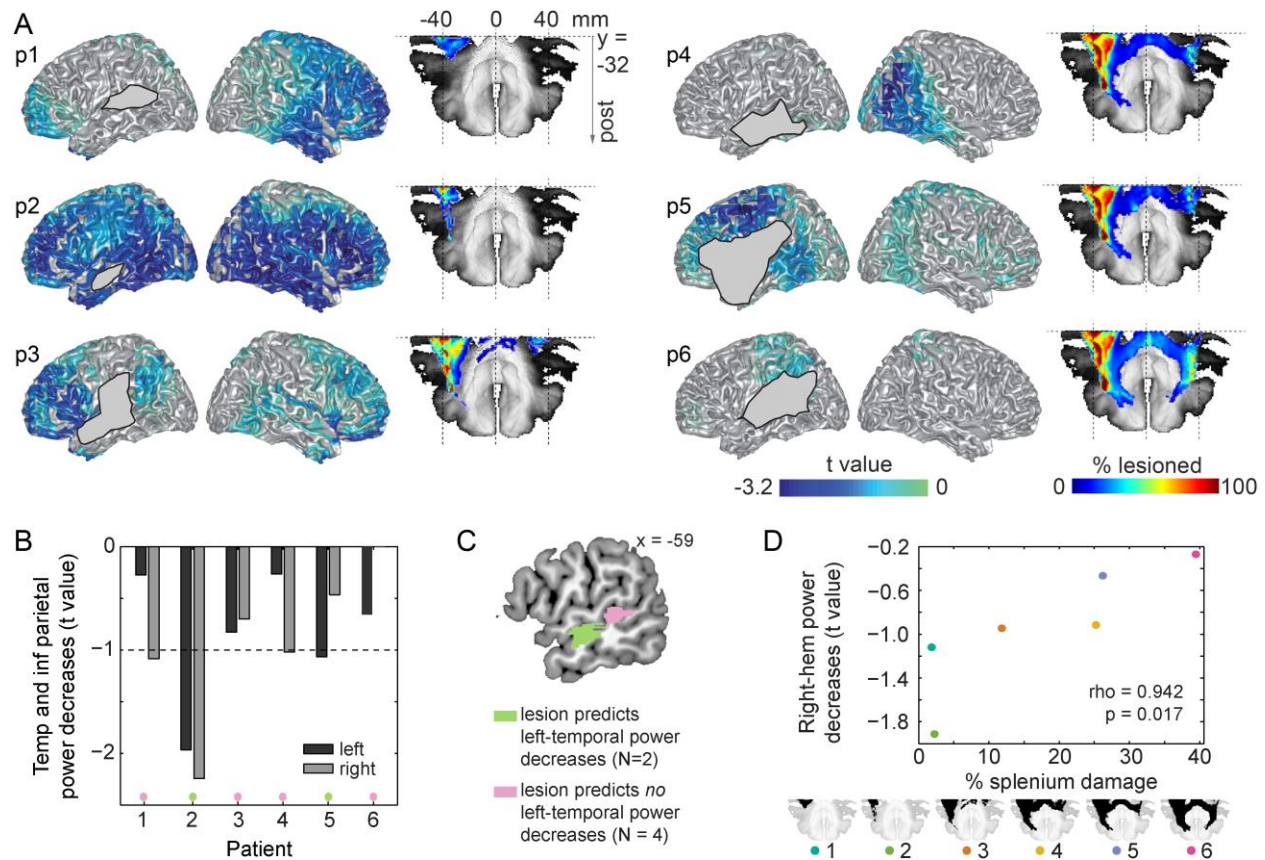 A
-40 0 40 mm
y =
-32
post
p1
p4
p2
p5
p3
p6
t value
-3.2 0
% lesioned
0 100
B
Temp and inf parietal
power decreases (t value)
0
−1
−2
left
right
1 2 3 4 5 6
Patient
C
x = -59
lesion predicts
left-temporal power
decreases (N=2)
lesion predicts no
left-temporal power
decreases (N = 4)
D
Right-hem power
decreases (t value)
−0.2
−0.6
−1.0
−1.4
−1.8
rho = 0.942
p = 0.017
0 10 20 30 40
% splenium damage
1 2 3 4 5 6